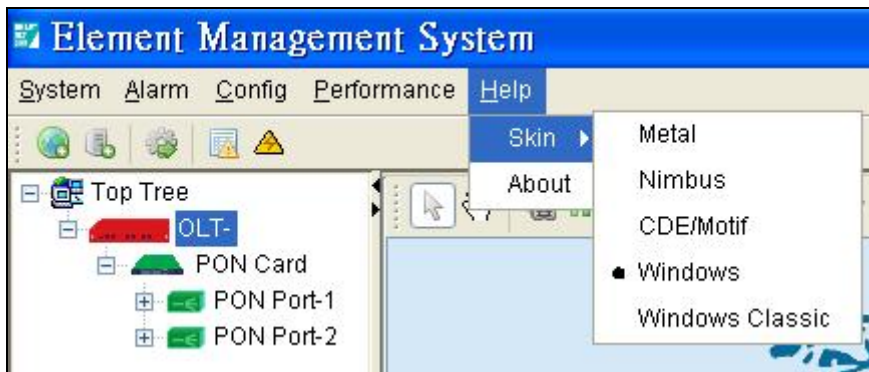 Element Management System
System Alarm Config Performance Help
Skin
About
Metal
Nimbus
CDE/Motif
Windows
Windows Classic
Top Tree
OLT-
PON Card
PON Port-1
PON Port-2